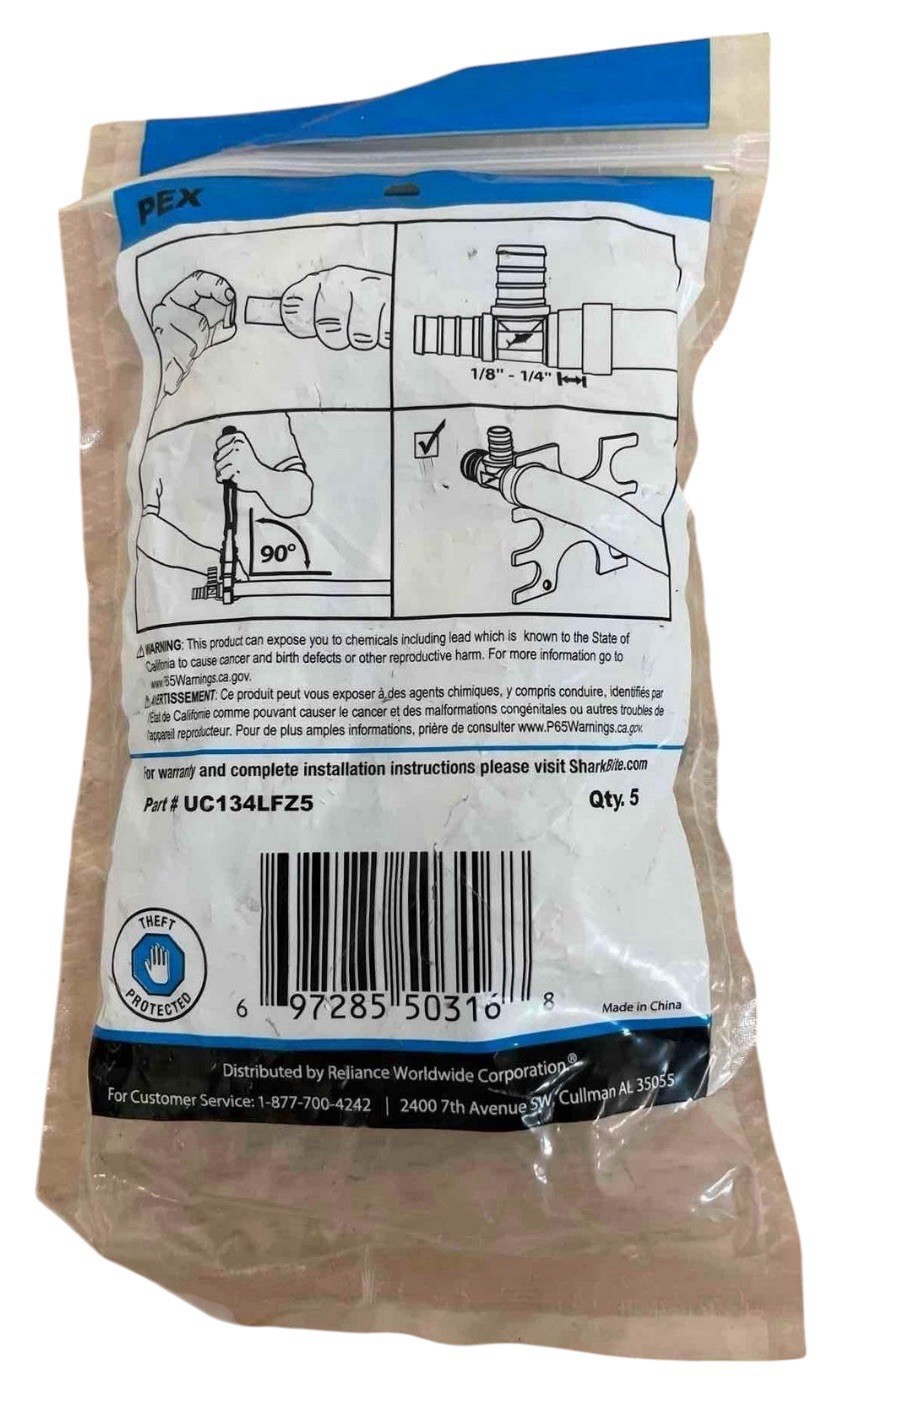 PEX
1/8" - 1/4"
90°
WARNING: This product can expose you to chemicals including lead which is known to the State of
California to cause cancer and birth defects or other reproductive harm. For more information go to
www.P65Warnings.ca.gov.
AVERTISSEMENT: Ce produit peut vous exposer à des agents chimiques, y compris conduire, identifiés par
l'État de Californie comme pouvant causer le cancer et des malformations congénitales ou autres troubles de
l'appareil reproducteur. Pour de plus amples informations, prière de consulter www.P65Warnings.ca.gov.
For warranty and complete installation instructions please visit SharkBite.com
Part # UC134LFZ5 Qty. 5
THEFT
PROTECTED
6 97285 50316 8
Made in China
Distributed by Reliance Worldwide Corporation®
For Customer Service: 1-877-700-4242 | 2400 7th Avenue SW, Cullman AL 35055